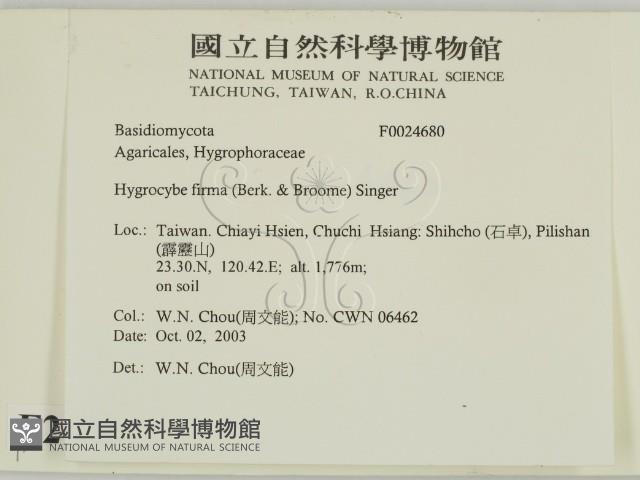 國立自然科學博物館
NATIONAL MUSEUM OF NATURAL SCIENCE
TAICHUNG, TAIWAN, R.O.CHINA
Basidiomycota F0024680
Agaricales, Hygrophoraceae
Hygrocybe firma (Berk. & Broome) Singer
Loc.: Taiwan. Chiayi Hsien, Chuchi Hsiang: Shihcho (石卓), Pilishan
(霹靂山)
23.30.N, 120.42.E; alt. 1,776m;
on soil
Col.: W.N. Chou(周文能); No. CWN 06462
Date: Oct. 02, 2003
Det.: W.N. Chou(周文能)
國立自然科學博物館
NATIONAL MUSEUM OF NATURAL SCIENCE